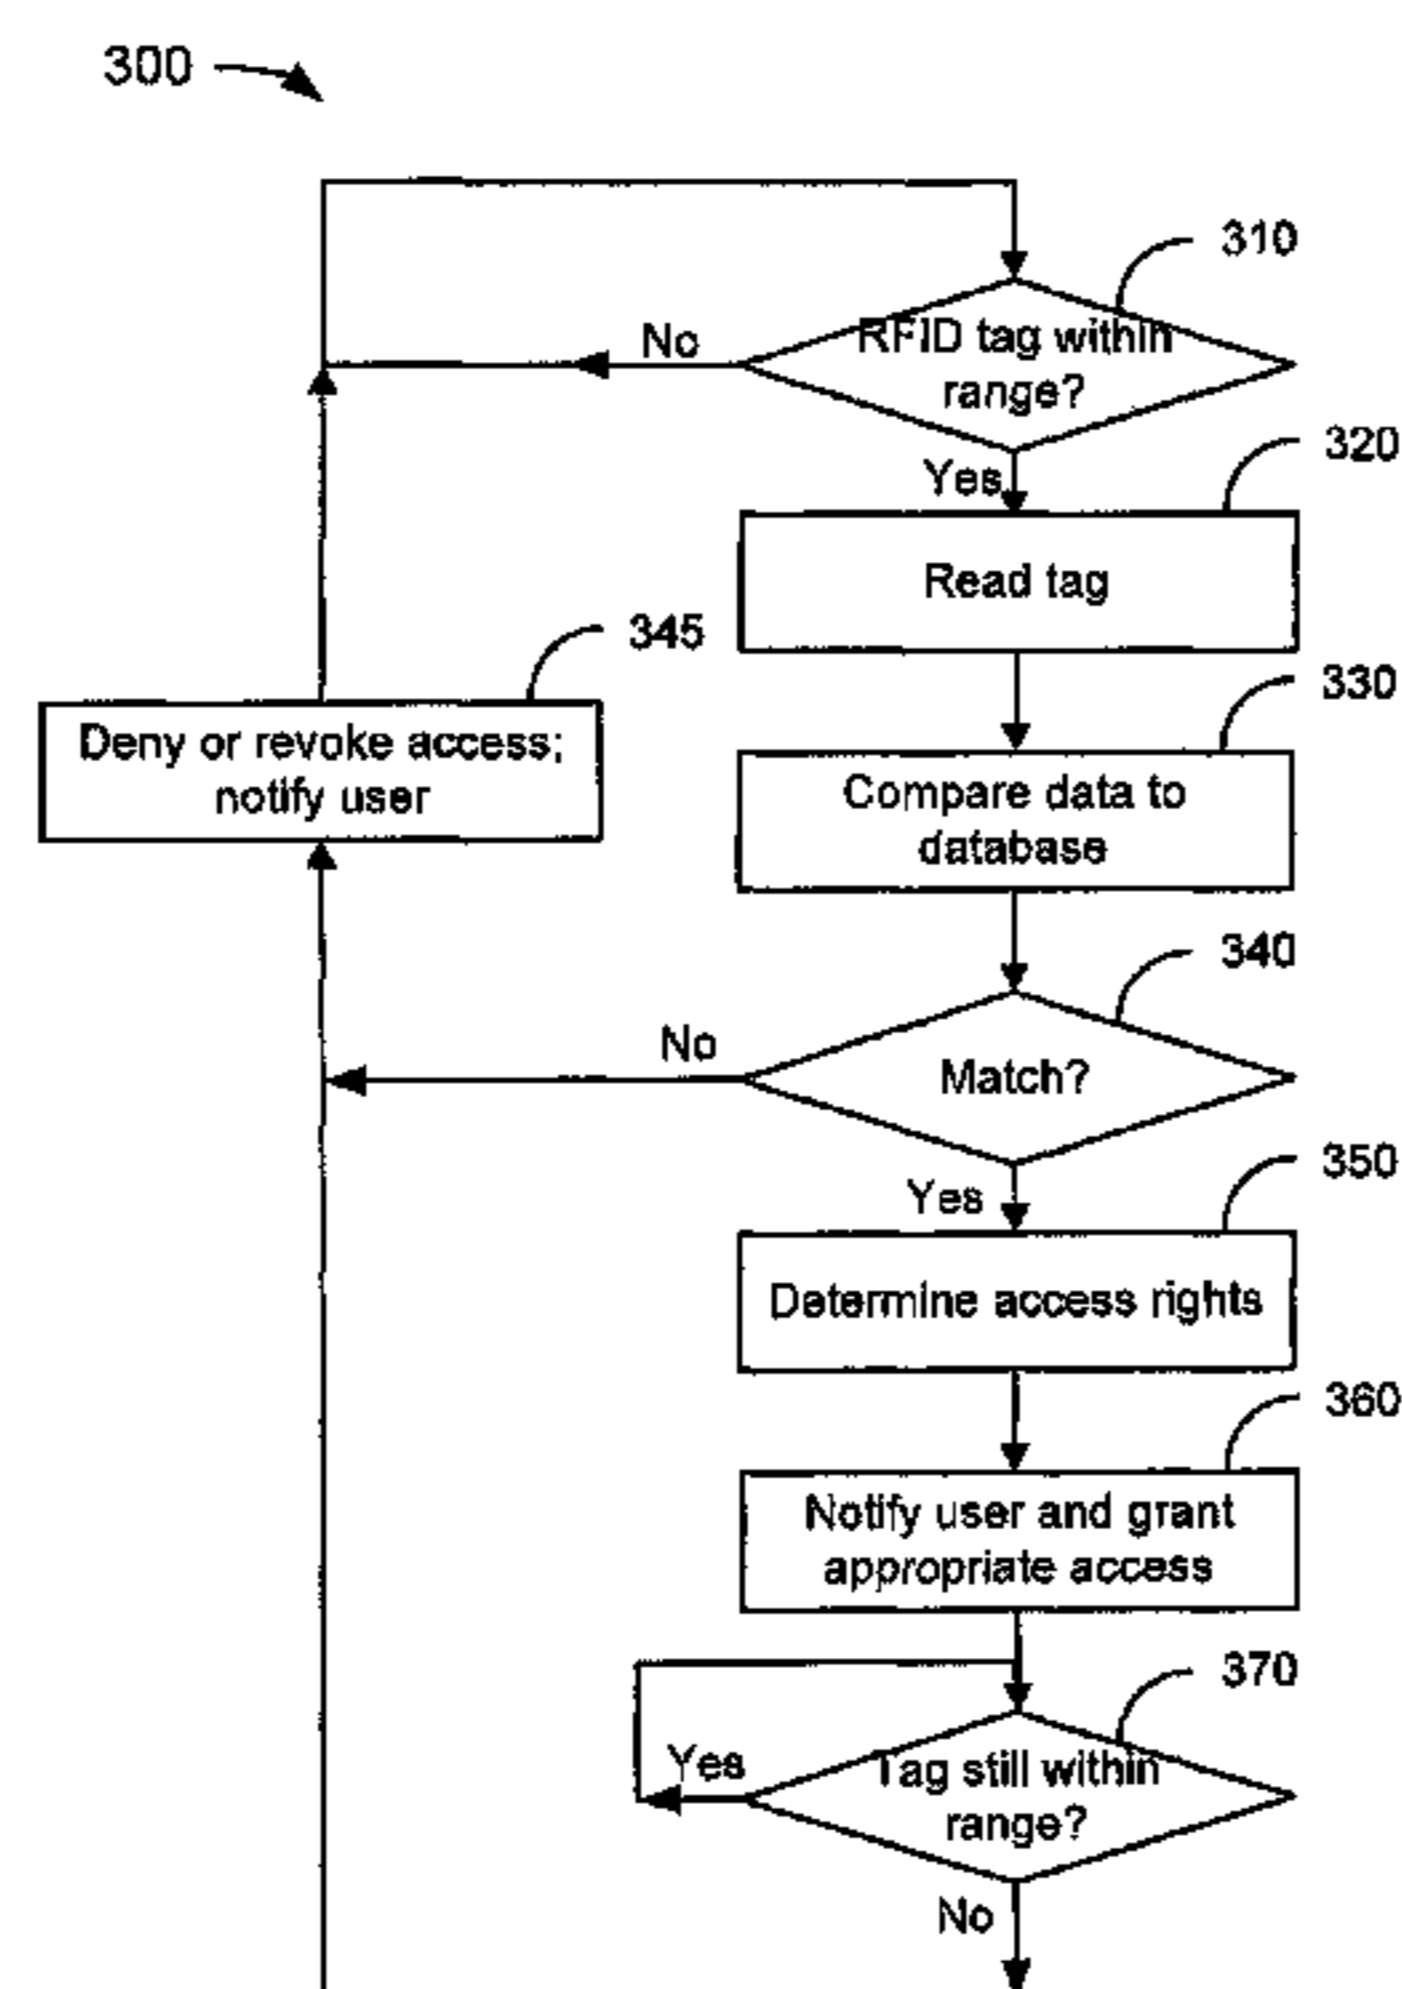 300
310
RFID tag within
range?
No
Yes
320
Read tag
345
Deny or revoke access;
notify user
330
Compare data to
database
340
Match?
No
Yes
350
Determine access rights
360
Notify user and grant
appropriate access
370
Tag still within
range?
Yes
No